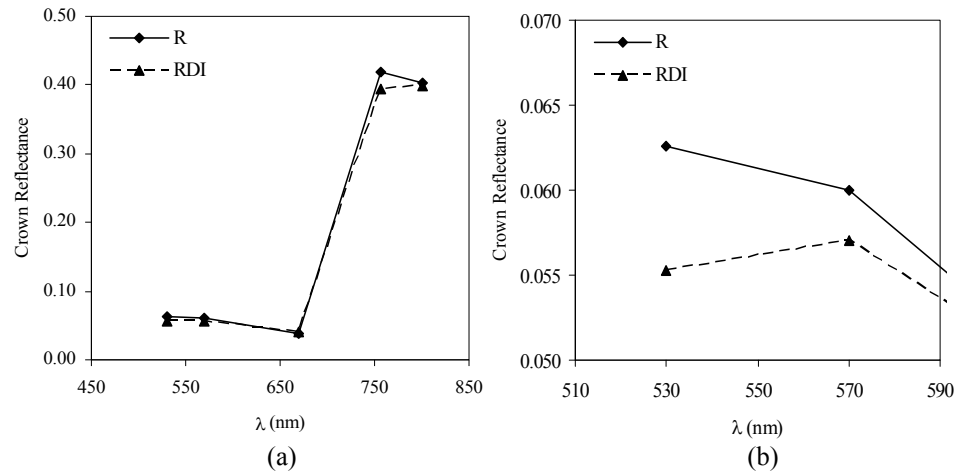 0.50
0.40
0.30
0.20
0.10
0.00
Crown Reflectance
R
RDI
450 550 650 750 850
λ (nm)
(a)
0.070
0.065
0.060
0.055
0.050
Crown Reflectance
R
RDI
510 530 550 570 590
λ (nm)
(b)